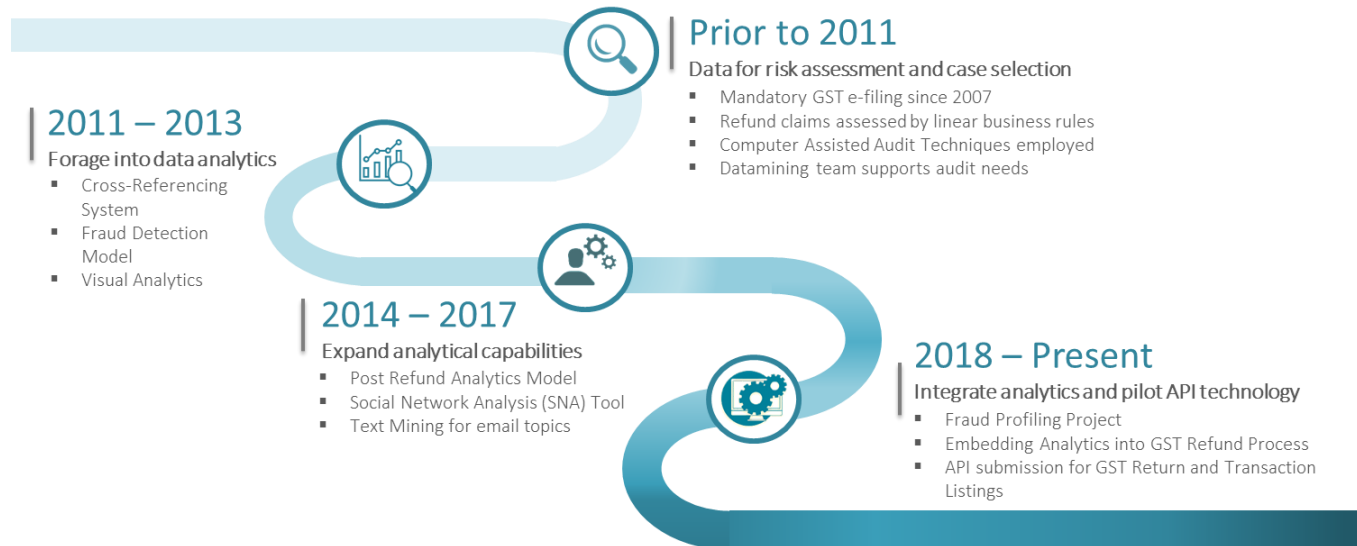 Prior to 2011
Data for risk assessment and case selection
▪ Mandatory GST e-filing since 2007
▪ Refund claims assessed by linear business rules
▪ Computer Assisted Audit Techniques employed
▪ Datamining team supports audit needs
2011 – 2013
Forage into data analytics
▪ Cross-Referencing
System
▪ Fraud Detection
Model
▪ Visual Analytics
2014 – 2017
Expand analytical capabilities
▪ Post Refund Analytics Model
▪ Social Network Analysis (SNA) Tool
▪ Text Mining for email topics
2018 – Present
Integrate analytics and pilot API technology
▪ Fraud Profiling Project
▪ Embedding Analytics into GST Refund Process
▪ API submission for GST Return and Transaction
Listings